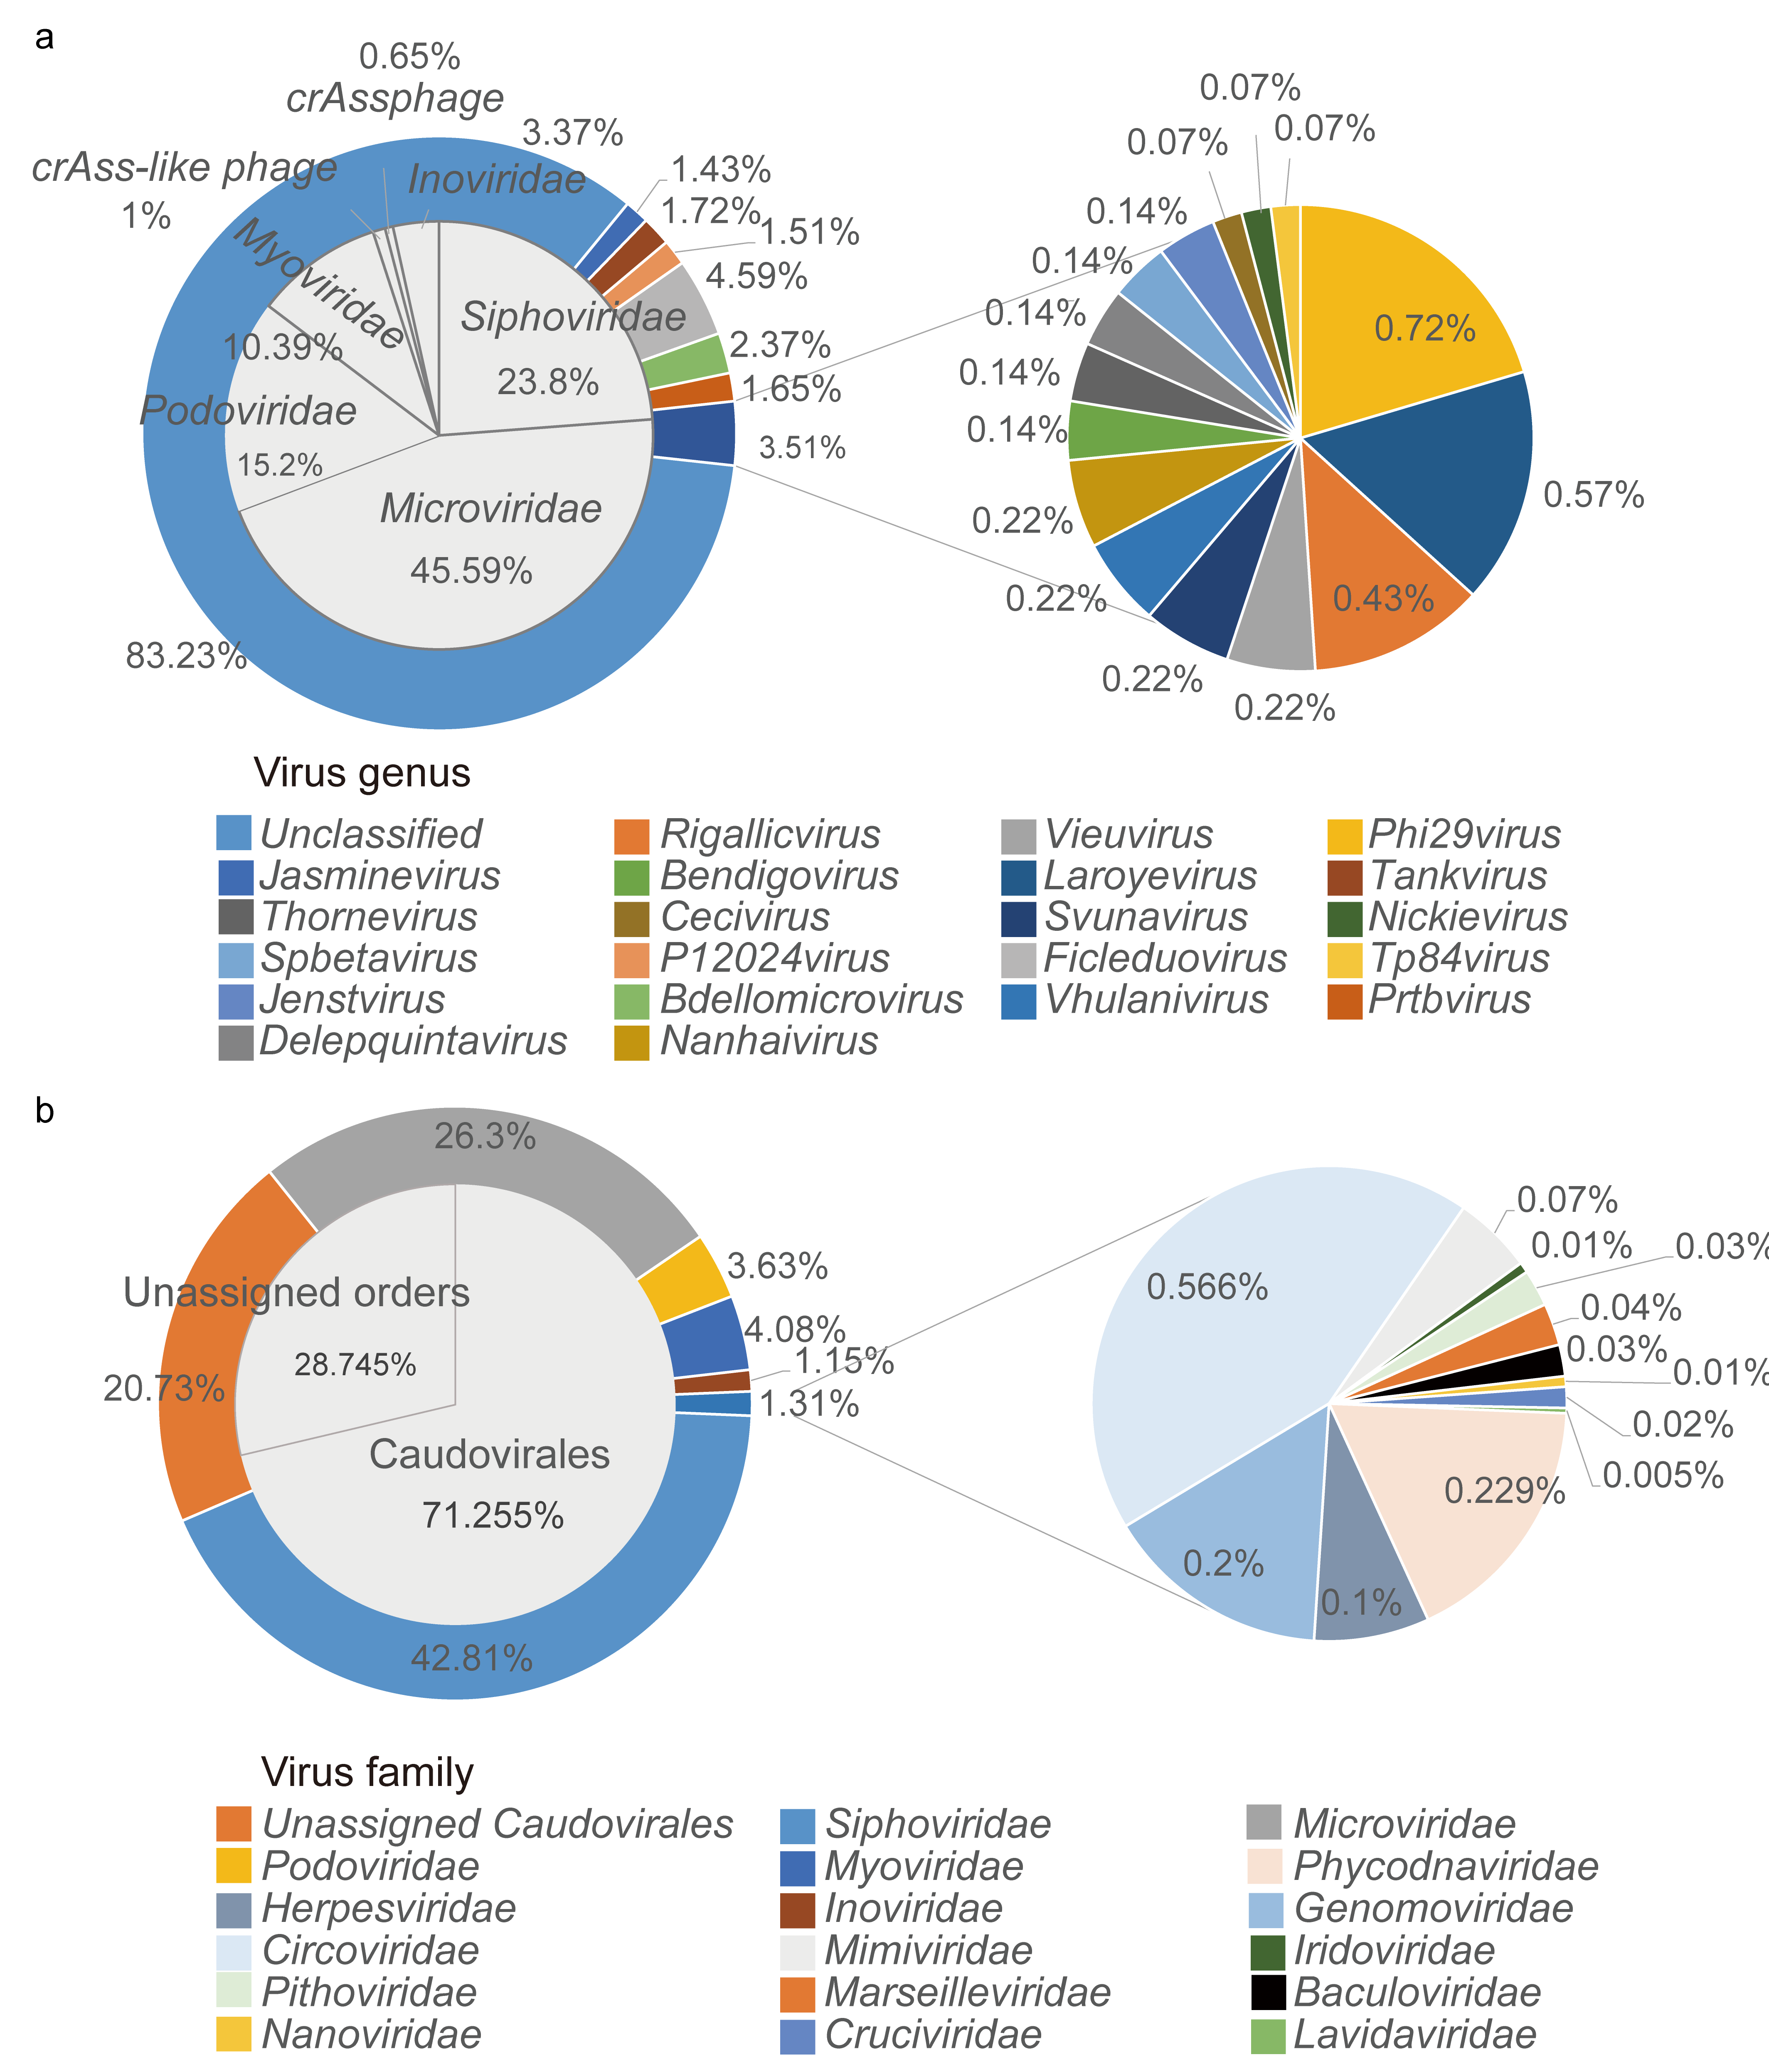 a
0.65%
crAssphage
3.37%
crAss-like phage
1%
Inoviridae
1.43%
1.72%
1.51%
4.59%
Myoviridae
10.39%
Siphoviridae
23.8%
2.37%
1.65%
3.51%
Podoviridae
15.2%
Microviridae
45.59%
83.23%
0.07%
0.07%
0.07%
0.14%
0.14%
0.14%
0.14%
0.14%
0.22%
0.22%
0.22%
0.22%
0.72%
0.57%
0.43%
Virus genus
Unclassified Rigallicvirus Vieuvirus Phi29virus
Jasminevirus Bendigovirus Laroyevirus Tankvirus
Thornevirus Cecivirus Svunavirus Nickievirus
Spbetavirus P12024virus Ficleduovirus Tp84virus
Jenstvirus Bdellomicrovirus Vhulanivirus Prtbvirus
Delepquintavirus Nanhaivirus
b
26.3%
3.63%
4.08%
1.15%
1.31%
Unassigned orders
28.745%
20.73%
Caudovirales
71.255%
42.81%
0.566%
0.07%
0.01%
0.03%
0.04%
0.03%
0.01%
0.02%
0.005%
0.229%
0.2%
0.1%
Virus family
Unassigned Caudovirales Siphoviridae Microviridae
Podoviridae Myoviridae Phycodnaviridae
Herpesviridae Inoviridae Genomoviridae
Circoviridae Mimiviridae Iridoviridae
Pithoviridae Marseilleviridae Baculoviridae
Nanoviridae Cruciviridae Lavidaviridae